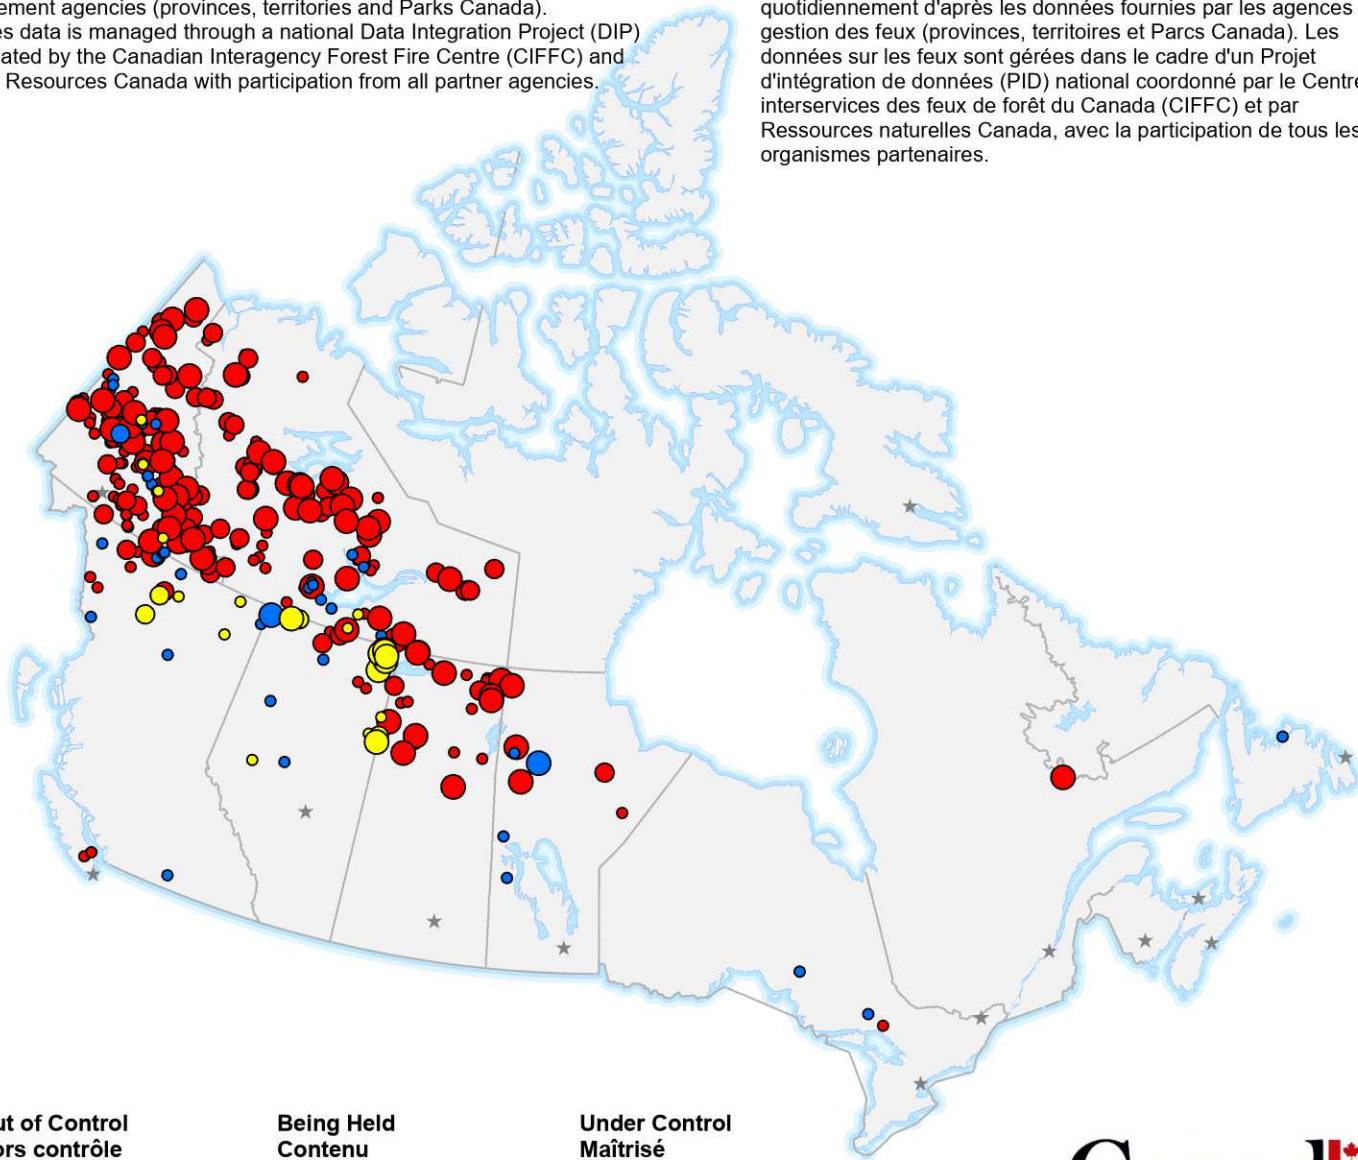 ement agencies (provinces, territories and Parks Canada).
es data is managed through a national Data Integration Project (DIP)
ated by the Canadian Interagency Forest Fire Centre (CIFFC) and
Resources Canada with participation from all partner agencies.
quotidiennement d'après les données fournies par les agences
gestion des feux (provinces, territoires et Parcs Canada). Les
données sur les feux sont gérées dans le cadre d'un Projet
d'intégration de données (PID) national coordonné par le Centre
interservices des feux de forêt du Canada (CIFFC) et par
Ressources naturelles Canada, avec la participation de tous les
organismes partenaires.
ut of Control
ors contrôle
Being Held
Contenu
Under Control
Maîtrisé